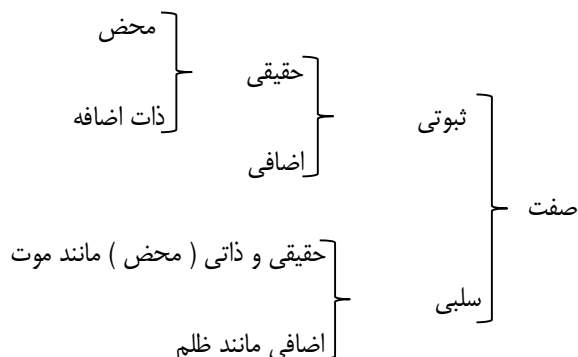 محض
حقیقی
ذات اضافه
ثبوتی
اضافی
صفت
حقیقی و ذاتی ( محض ) مانند موت
سلبی
اضافی مانند ظلم